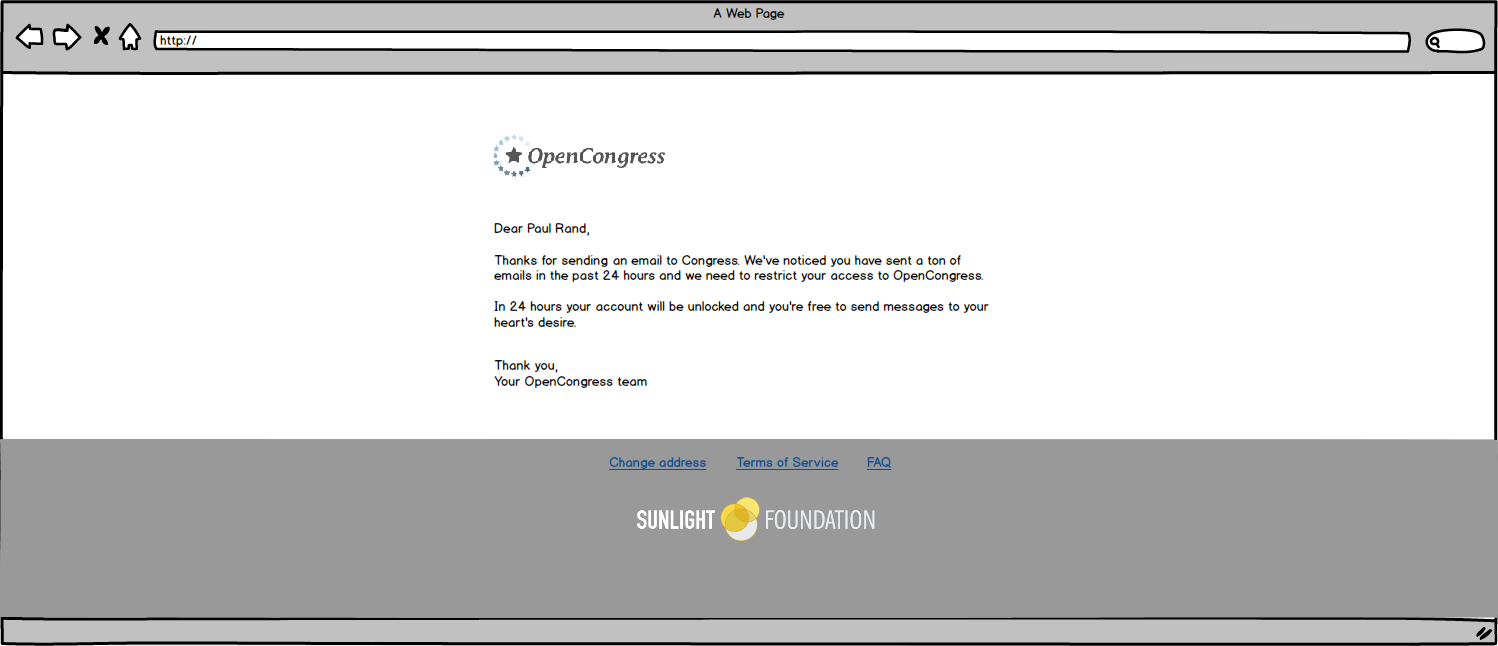 A Web Page
http://
OpenCongress
Dear Paul Rand,
Thanks for sending an email to Congress. We've noticed you have sent a ton of
emails in the past 24 hours and we need to restrict your access to OpenCongress.
In 24 hours your account will be unlocked and you're free to send messages to your
heart's desire.
Thank you,
Your OpenCongress team
Change address Terms of Service FAQ
SUNLIGHT FOUNDATION